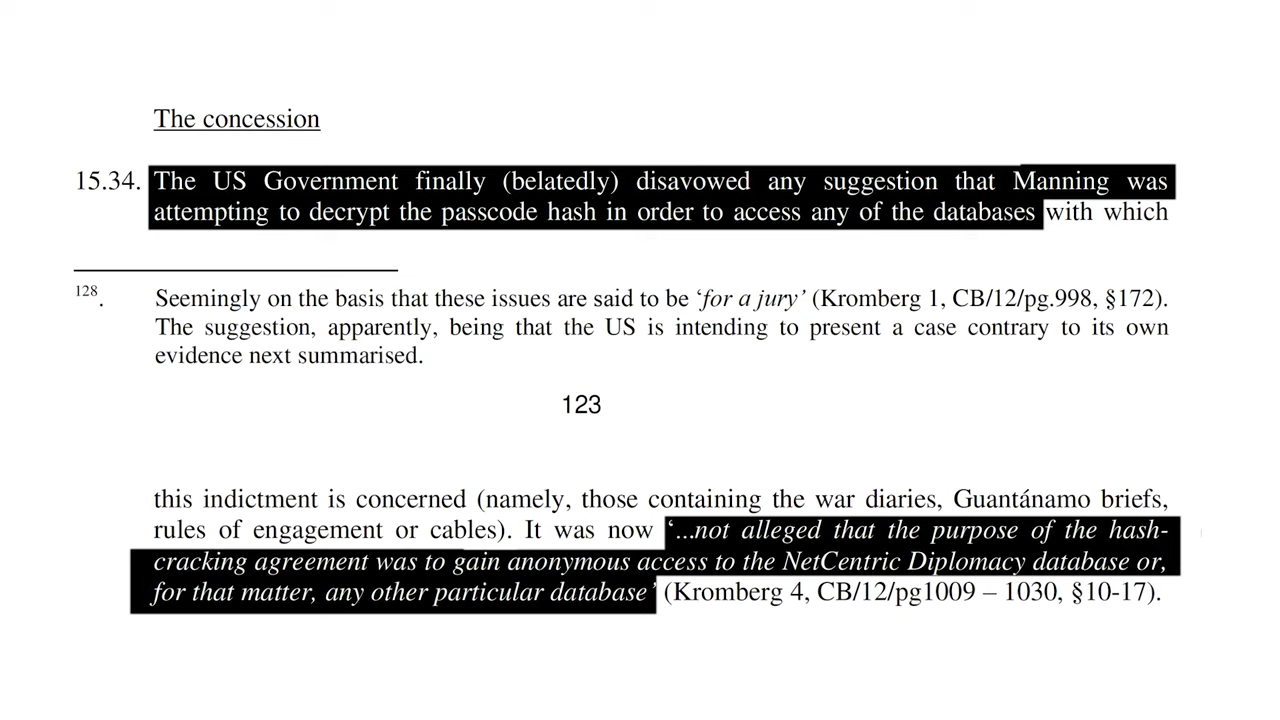 The concession
15.34. The US Government finally (belatedly) disavowed any suggestion that Manning was
attempting to decrypt the passcode hash in order to access any of the databases with which
128. Seemingly on the basis that these issues are said to be ‘for a jury’ (Kromberg 1, CB/12/pg.998, §172).
The suggestion, apparently, being that the US is intending to present a case contrary to its own
evidence next summarised.
123
this indictment is concerned (namely, those containing the war diaries, Guantánamo briefs,
rules of engagement or cables). It was now ‘...not alleged that the purpose of the hash-
cracking agreement was to gain anonymous access to the NetCentric Diplomacy database or,
for that matter, any other particular database’ (Kromberg 4, CB/12/pg1009 – 1030, §10-17).